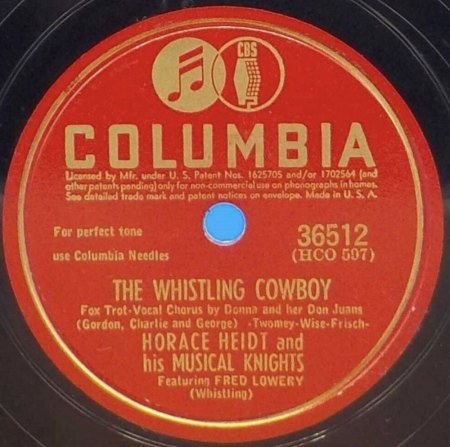 CBS
COLUMBIA
Licensed by Mfr. under U. S. Patent Nos. 1625705 and/or 1702564 (and
other patents pending) only for non-commercial use on phonographs in homes.
See detailed trade mark and patent notices on envelope. Made in U. S. A.
For perfect tone
use Columbia Needles
36512
(HCO 597)
THE WHISTLING COWBOY
Fox Trot-Vocal Chorus by Donna and her Don Juans
(Gordon, Charlie and George) -Twomey-Wise-Frisch-
HORACE HEIDT and
his MUSICAL KNIGHTS
Featuring FRED LOWERY
(Whistling)